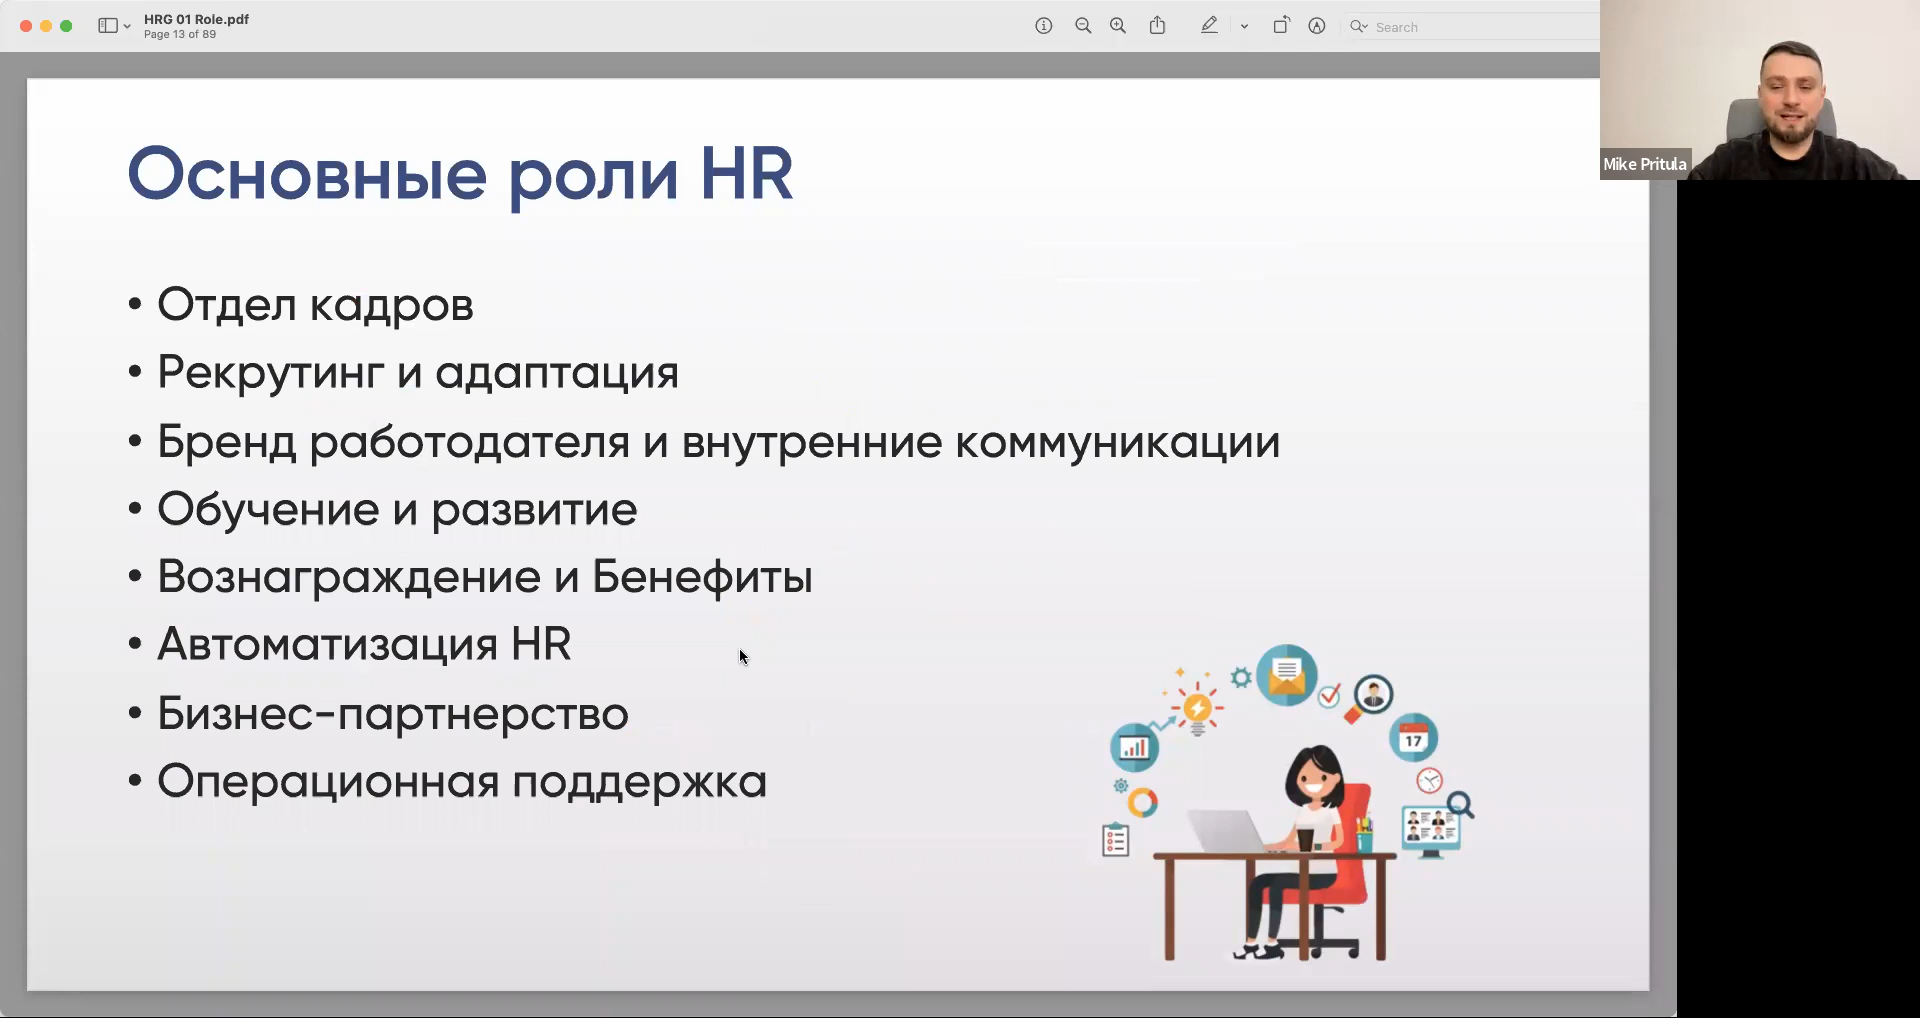 HRG 01 Role.pdf
Page 13 of 89
Search
Mike Pritula
Основные роли HR
• Отдел кадров
• Рекрутинг и адаптация
• Бренд работодателя и внутренние коммуникации
• Обучение и развитие
• Вознаграждение и Бенефиты
• Автоматизация HR
• Бизнес-партнерство
• Операционная поддержка
17